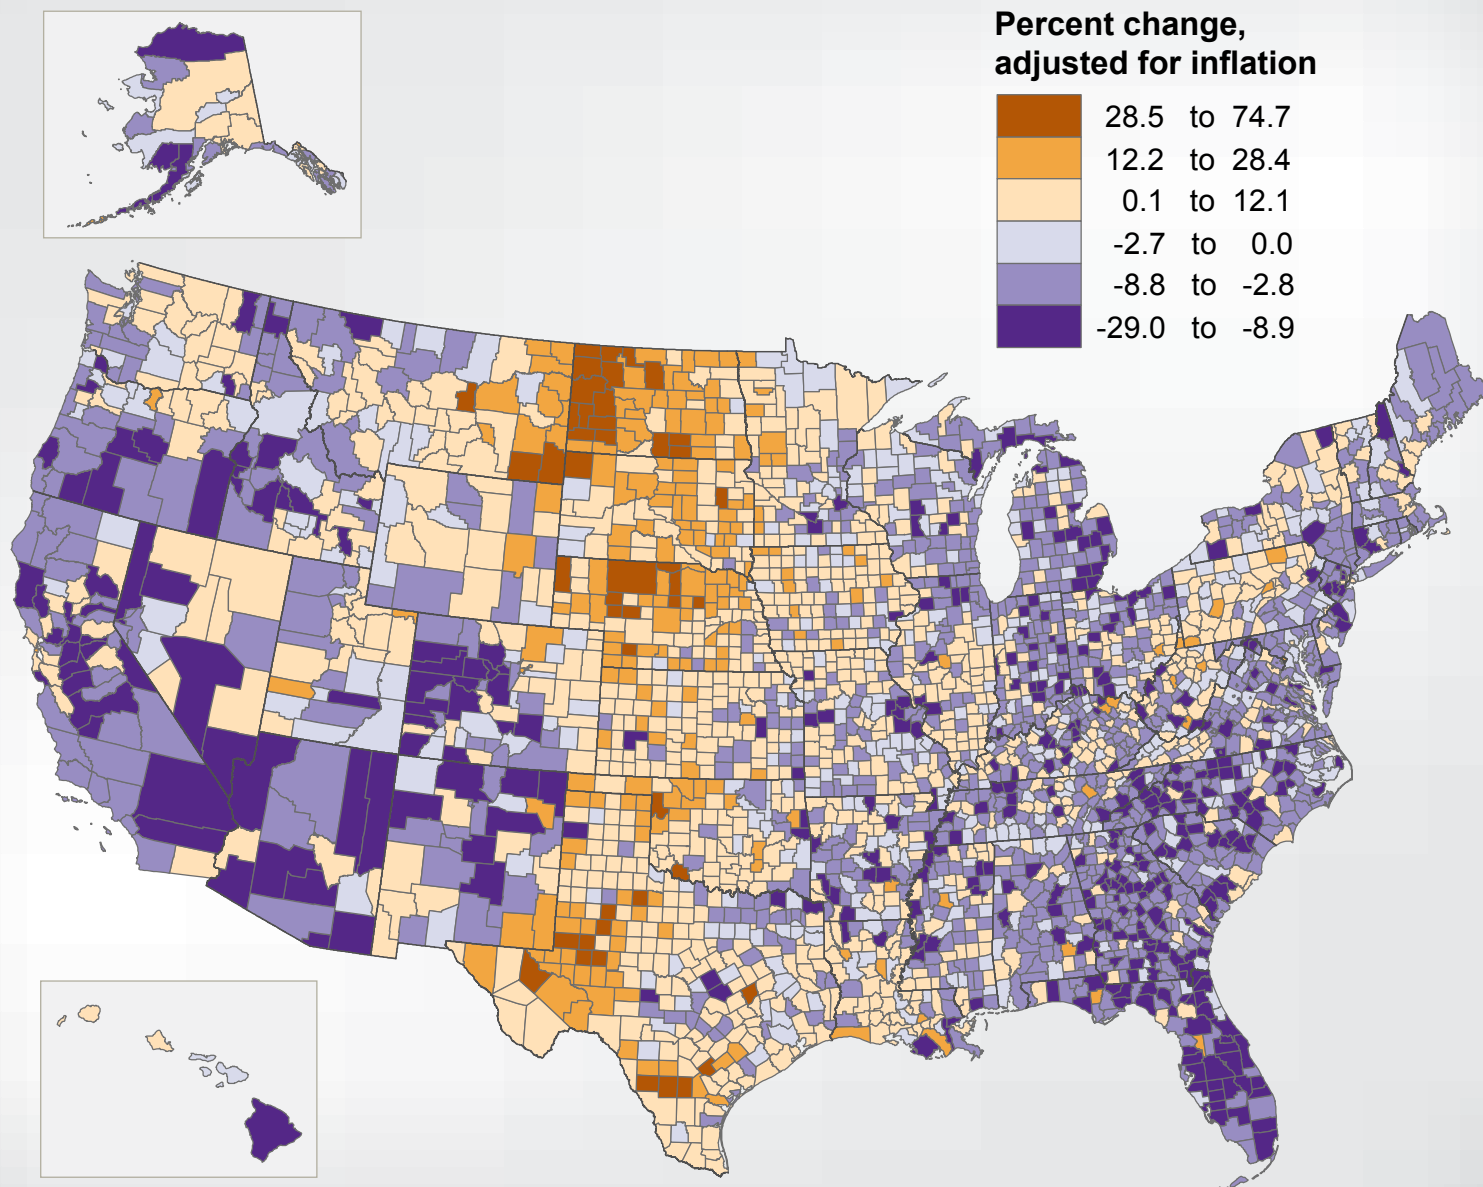 Percent change,
adjusted for inflation
28.5 to 74.7
12.2 to 28.4
0.1 to 12.1
-2.7 to 0.0
-8.8 to -2.8
-29.0 to -8.9